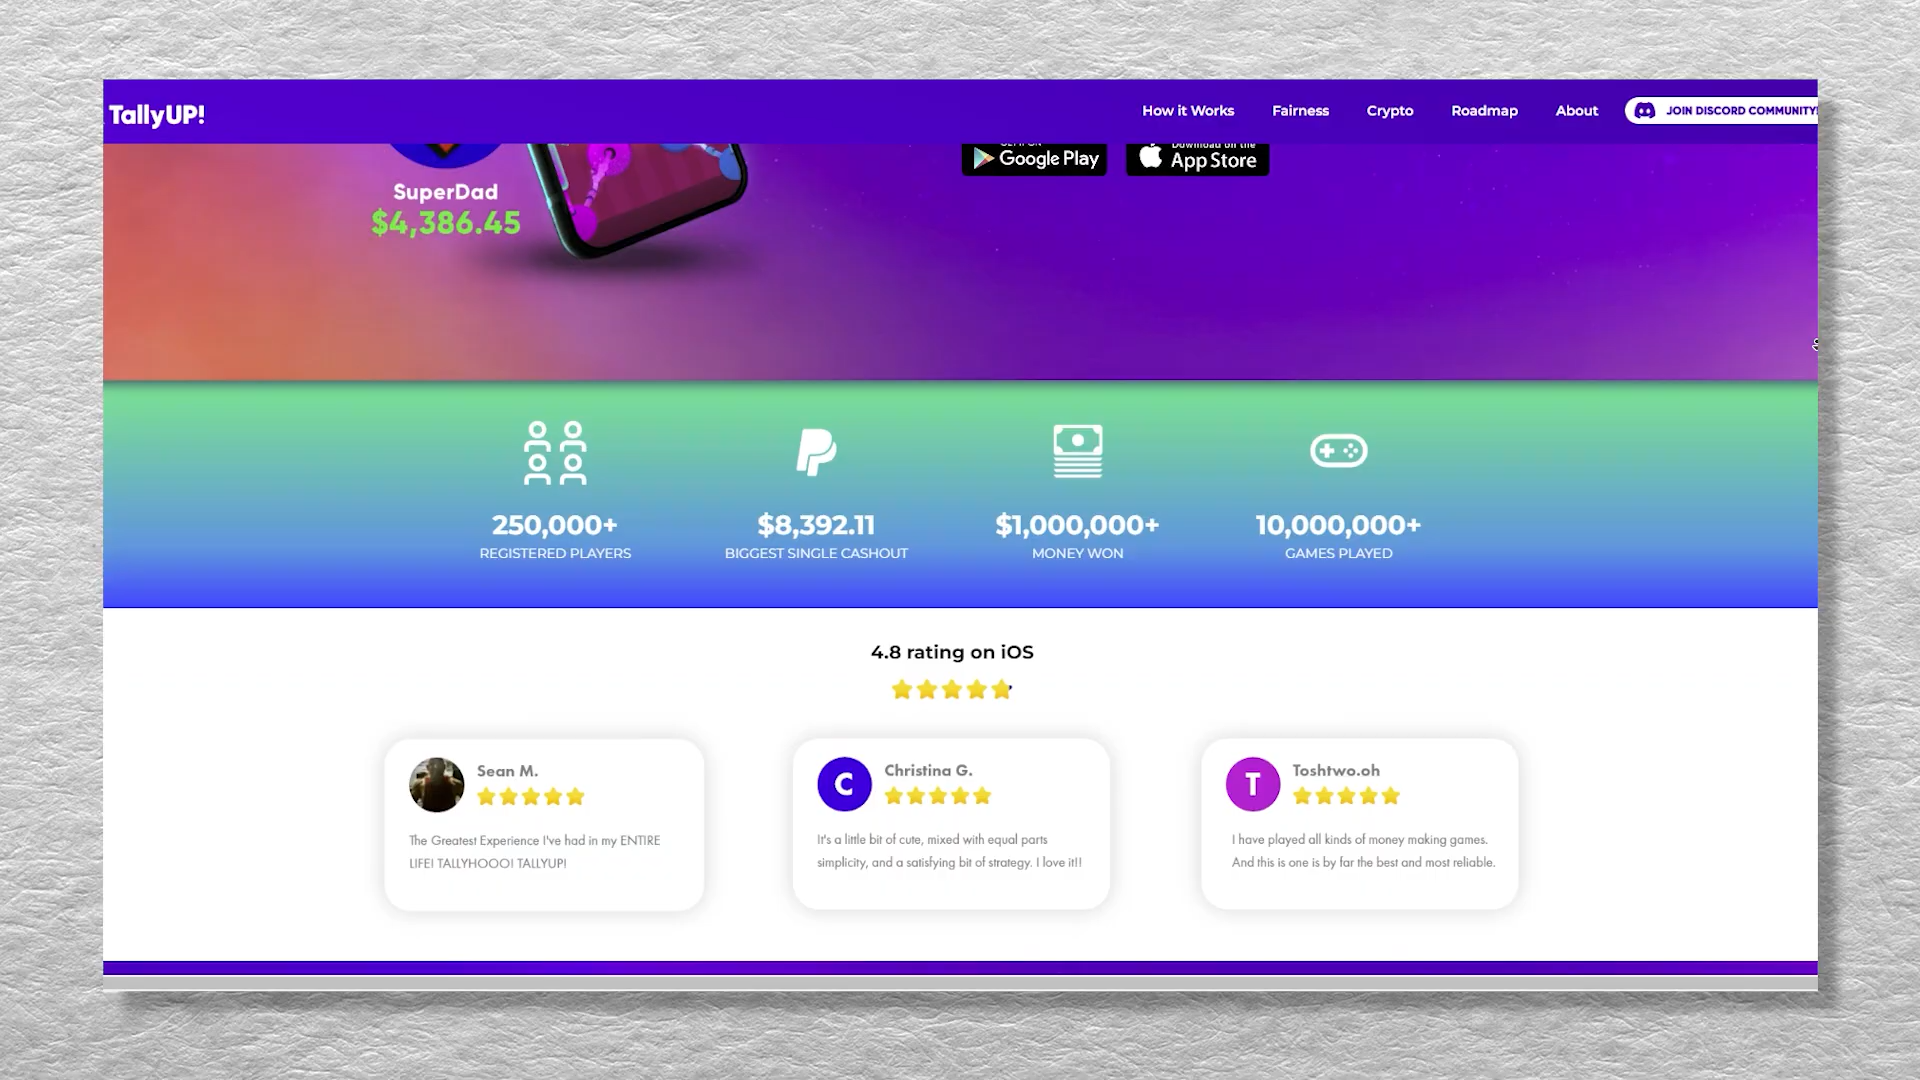 TallyUP!
How it Works
Fairness
Crypto
Roadmap
About
JOIN DISCORD COMMUNITY!
Google Play
Download on the
App Store
SuperDad
$4,386.45
250,000+
REGISTERED PLAYERS
$8,392.11
BIGGEST SINGLE CASHOUT
$1,000,000+
MONEY WON
10,000,000+
GAMES PLAYED
4.8 rating on iOS
Sean M.
The Greatest Experience I've had in my ENTIRE
LIFE! TALLYHOOO! TALLYUP!
C
Christina G.
It's a little bit of cute, mixed with equal parts
simplicity, and a satisfying bit of strategy. I love it!!
T
Toshtwo.oh
I have played all kinds of money making games.
And this is one is by far the best and most reliable.